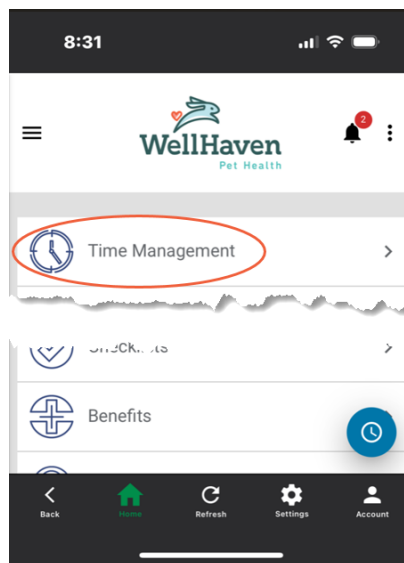 8:31
2
WellHaven
Pet Health
Time Management
Benefits
Back
Home
Refresh
Settings
Account